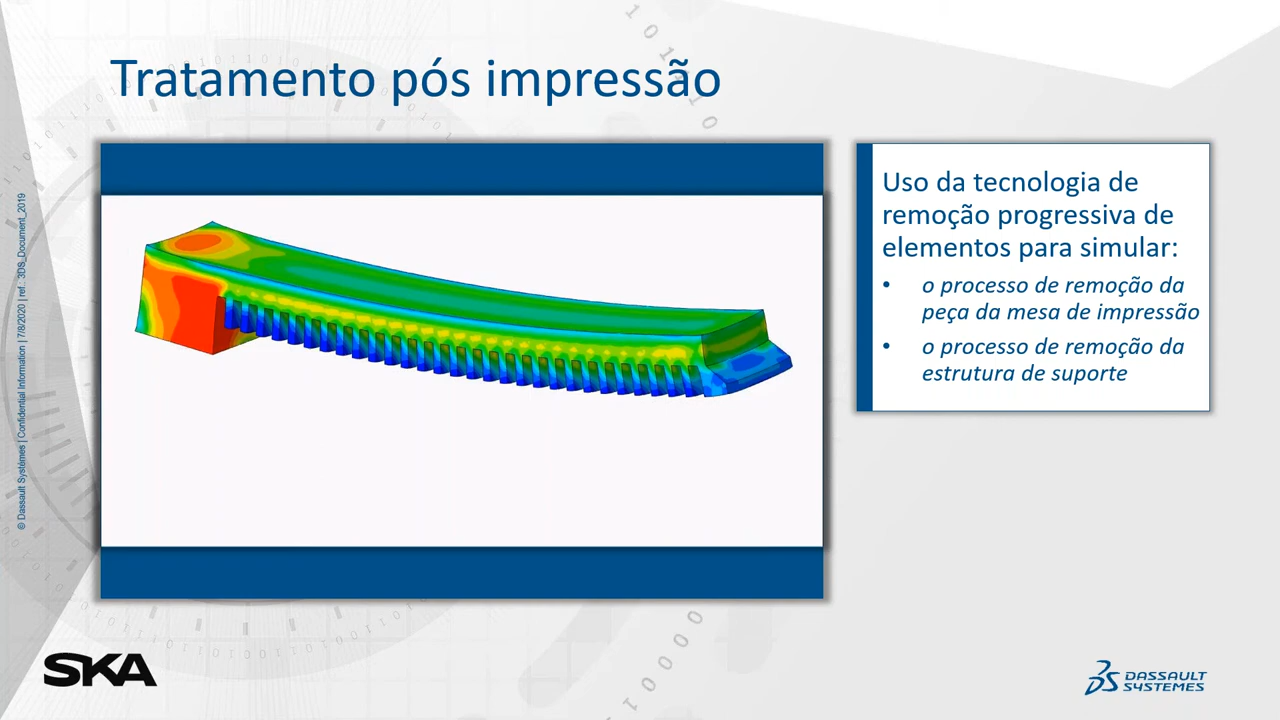 Tratamento pós impressão
Uso da tecnologia de
remoção progressiva de
elementos para simular:
• o processo de remoção da
peça da mesa de impressão
• o processo de remoção da
estrutura de suporte
© Dassault Systèmes | Confidential Information | 7/8/2020 | ref.: 3DS_Document_2019
SKA
DASSAULT
SYSTEMES